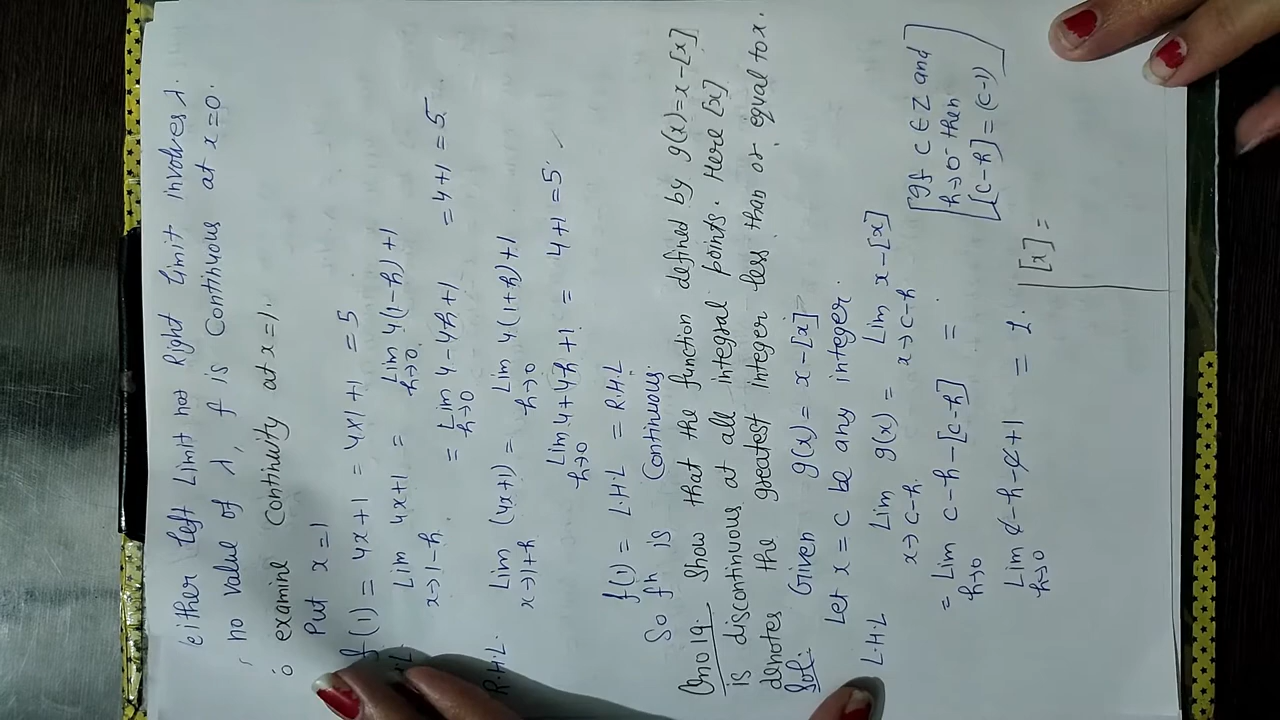 either Left Limit nor Right Limit involves λ.
, no value of λ, f is Continuous at x=0.
o examine Continuity at x=1.
Put x=1
f(1) = 4x+1 = 4×1+1 = 5
Lim x→1-h 4x+1 = Lim h→0 4(1-h)+1
= Lim h→0 4-4h+1 = 4+1=5
R.H.L. Lim x→1+h (4x+1) = Lim h→0 4(1+h)+1
Lim h→0 4+4h+1 = 4+1=5
f(1) = L.H.L = R.H.L
So fn is Continuous.
Qno19. Show that the function defined by g(x)=x-[x]
is discontinuous at all integral points. Here [x]
denotes the greatest integer less than or equal to x.
Sol: Given g(x) = x-[x]
Let x=c be any integer.
L.H.L Lim x→c-h g(x) = Lim x→c-h x-[x]
= Lim h→0 c-h-[c-h] =
[If c∈Z and
h→0 then
[c-h]=(c-1)]
Lim h→0 c-h-c+1 = 1.
[x]=